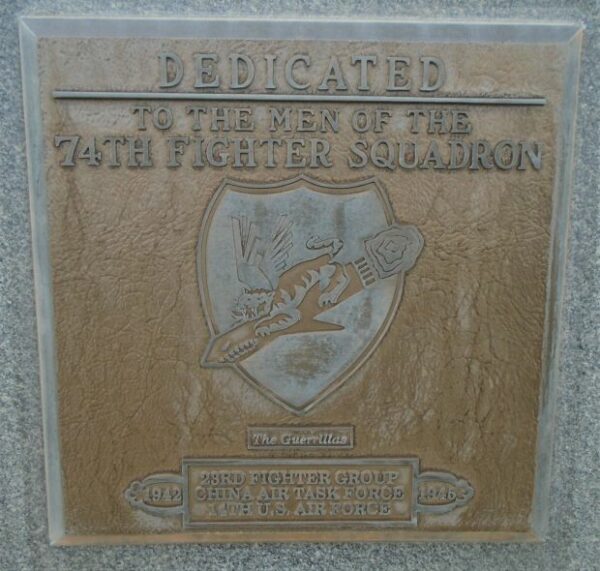 DEDICATED
TO THE MEN OF THE
74TH FIGHTER SQUADRON
The Guerrillas
23RD FIGHTER GROUP
1942 CHINA AIR TASK FORCE 1945
14TH U.S. AIR FORCE